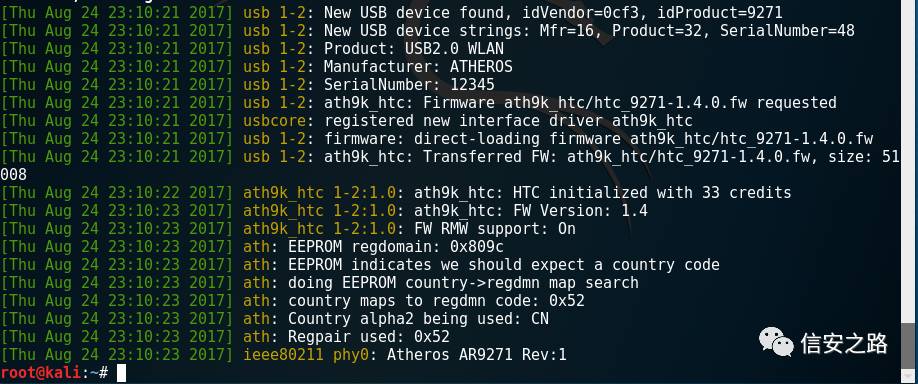 [Thu Aug 24 23:10:21 2017] usb 1-2: New USB device found, idVendor=0cf3, idProduct=9271
[Thu Aug 24 23:10:21 2017] usb 1-2: New USB device strings: Mfr=16, Product=32, SerialNumber=48
[Thu Aug 24 23:10:21 2017] usb 1-2: Product: USB2.0 WLAN
[Thu Aug 24 23:10:21 2017] usb 1-2: Manufacturer: ATHEROS
[Thu Aug 24 23:10:21 2017] usb 1-2: SerialNumber: 12345
[Thu Aug 24 23:10:21 2017] usb 1-2: ath9k_htc: Firmware ath9k_htc/htc_9271-1.4.0.fw requested
[Thu Aug 24 23:10:21 2017] usbcore: registered new interface driver ath9k_htc
[Thu Aug 24 23:10:21 2017] usb 1-2: firmware: direct-loading firmware ath9k_htc/htc_9271-1.4.0.fw
[Thu Aug 24 23:10:21 2017] usb 1-2: ath9k_htc: Transferred FW: ath9k_htc/htc_9271-1.4.0.fw, size: 51
008
[Thu Aug 24 23:10:22 2017] ath9k_htc 1-2:1.0: ath9k_htc: HTC initialized with 33 credits
[Thu Aug 24 23:10:23 2017] ath9k_htc 1-2:1.0: ath9k_htc: FW Version: 1.4
[Thu Aug 24 23:10:23 2017] ath9k_htc 1-2:1.0: FW RMW support: On
[Thu Aug 24 23:10:23 2017] ath: EEPROM regdomain: 0x809c
[Thu Aug 24 23:10:23 2017] ath: EEPROM indicates we should expect a country code
[Thu Aug 24 23:10:23 2017] ath: doing EEPROM country->regdmn map search
[Thu Aug 24 23:10:23 2017] ath: country maps to regdmn code: 0x52
[Thu Aug 24 23:10:23 2017] ath: Country alpha2 being used: CN
[Thu Aug 24 23:10:23 2017] ath: Regpair used: 0x52
[Thu Aug 24 23:10:23 2017] ieee80211 phy0: Atheros AR9271 Rev:1
root@kali:~#
信安之路